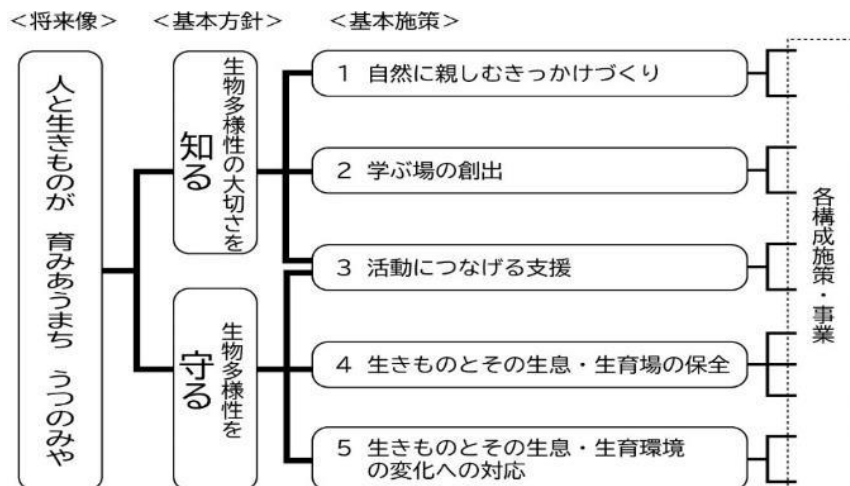 ＜将来像＞ ＜基本方針＞ ＜基本施策＞
人と生きものが 育みあうまち うつのみや
生物多様性の大切さを
知る
生物多様性を
守る
1 自然に親しむきっかけづくり
2 学ぶ場の創出
3 活動につなげる支援
4 生きものとその生息・生育場の保全
5 生きものとその生息・生育環境
の変化への対応
各構成施策・事業